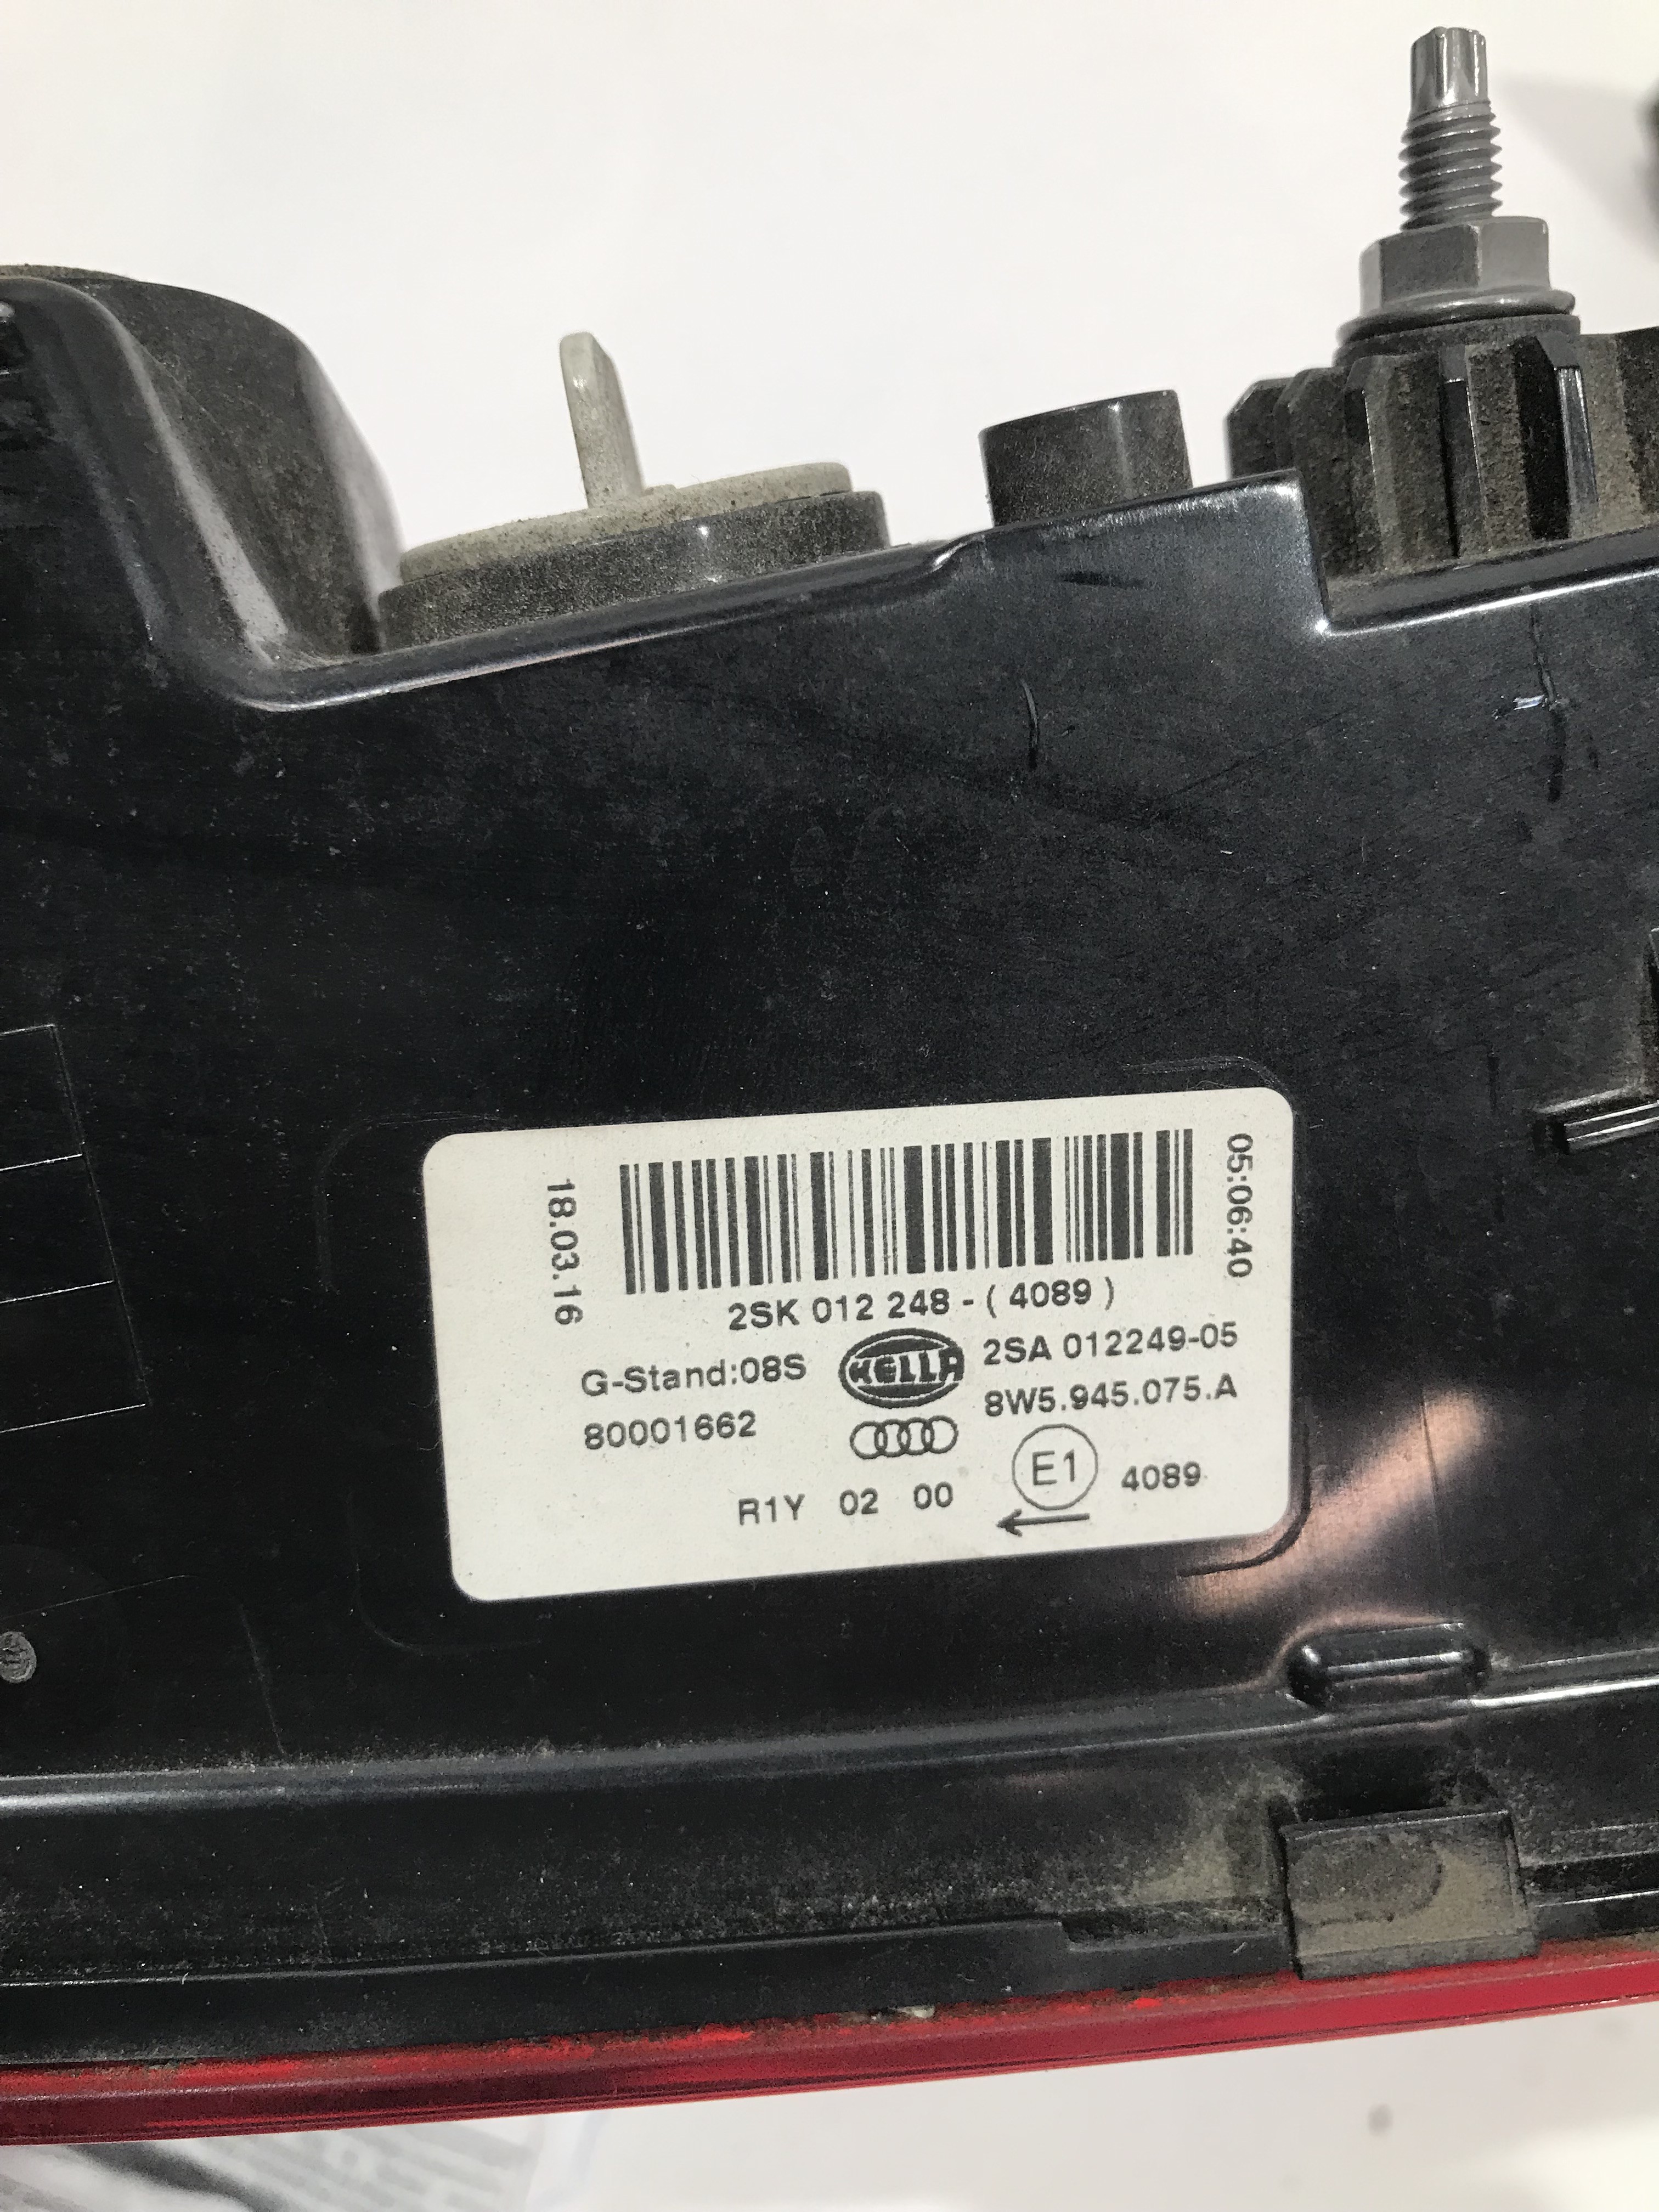 18.03.16
05:06:40
2SK 012 248 - ( 4089 )
G-Stand:08S
HELLA
2SA 012249-05
80001662
8W5.945.075.A
E1
R1Y 02 00
4089